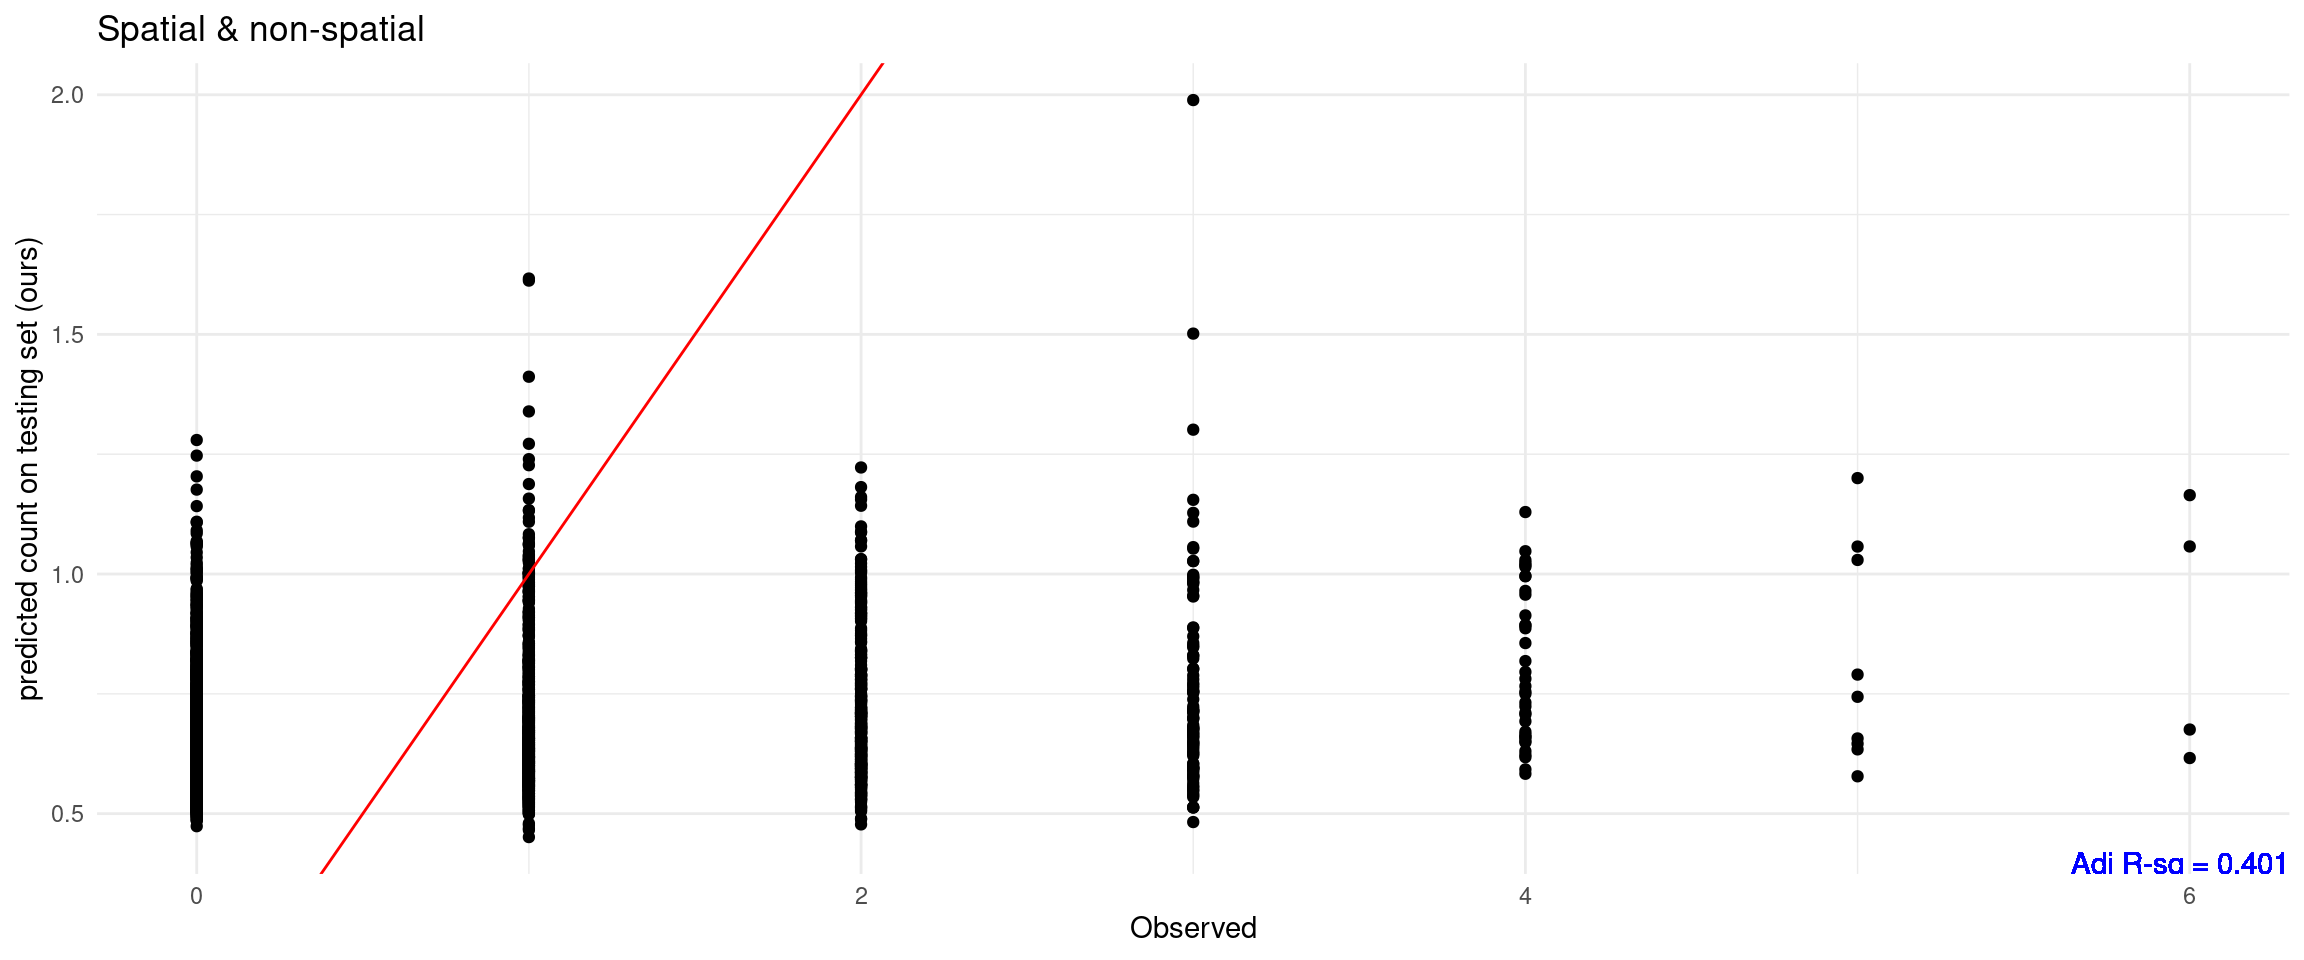 Spatial & non-spatial
predicted count on testing set (ours)
2.0
1.5
1.0
0.5
0
2
4
6
Adj R-sq = 0.401
Observed